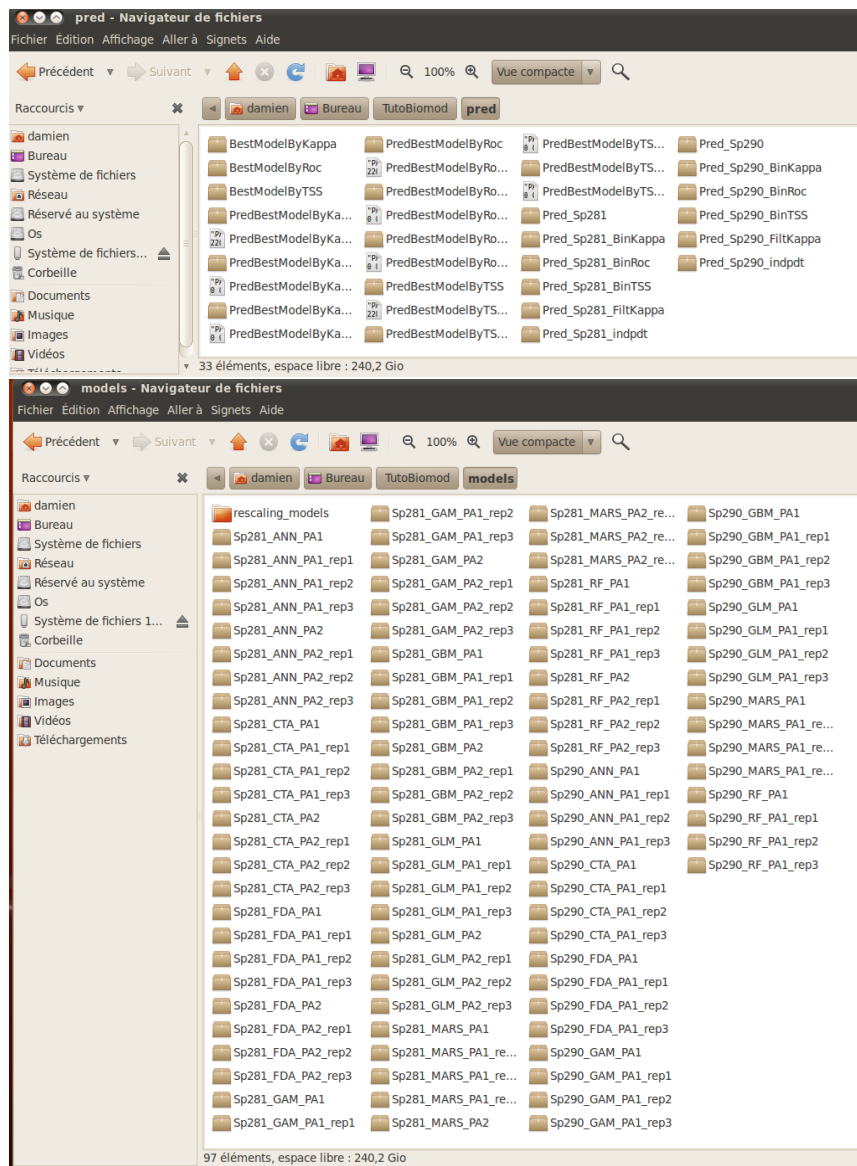 pred - Navigateur de fichiers
Fichier Édition Affichage Aller à Signets Aide
Précédent Suivant 100% Vue compacte
Raccourcis damien Bureau TutoBiomod pred
damien
Bureau
Système de fichiers
Réseau
Réservé au système
Os
Système de fichiers...
Corbeille
Documents
Musique
Images
Vidéos
BestModelByKappa
BestModelByRoc
BestModelByTSS
PredBestModelByKa...
PredBestModelByKa...
PredBestModelByKa...
PredBestModelByKa...
PredBestModelByKa...
PredBestModelByKa...
PredBestModelByRoc
PredBestModelByRo...
PredBestModelByRo...
PredBestModelByRo...
PredBestModelByRo...
PredBestModelByRo...
PredBestModelByTSS
PredBestModelByTS...
PredBestModelByTS...
PredBestModelByTS...
PredBestModelByTS...
PredBestModelByTS...
Pred_Sp281
Pred_Sp281_BinKappa
Pred_Sp281_BinRoc
Pred_Sp281_BinTSS
Pred_Sp281_FiltKappa
Pred_Sp281_indpdt
Pred_Sp290
Pred_Sp290_BinKappa
Pred_Sp290_BinRoc
Pred_Sp290_BinTSS
Pred_Sp290_FiltKappa
Pred_Sp290_indpdt
33 éléments, espace libre : 240,2 Gio
models - Navigateur de fichiers
Fichier Édition Affichage Aller à Signets Aide
Précédent Suivant 100% Vue compacte
Raccourcis damien Bureau TutoBiomod models
damien
Bureau
Système de fichiers
Réseau
Réservé au système
Os
Système de fichiers 1...
Corbeille
Documents
Musique
Images
Vidéos
Téléchargements
rescaling_models
Sp281_ANN_PA1
Sp281_ANN_PA1_rep1
Sp281_ANN_PA1_rep2
Sp281_ANN_PA1_rep3
Sp281_ANN_PA2
Sp281_ANN_PA2_rep1
Sp281_ANN_PA2_rep2
Sp281_ANN_PA2_rep3
Sp281_CTA_PA1
Sp281_CTA_PA1_rep1
Sp281_CTA_PA1_rep2
Sp281_CTA_PA1_rep3
Sp281_CTA_PA2
Sp281_CTA_PA2_rep1
Sp281_CTA_PA2_rep2
Sp281_CTA_PA2_rep3
Sp281_FDA_PA1
Sp281_FDA_PA1_rep1
Sp281_FDA_PA1_rep2
Sp281_FDA_PA1_rep3
Sp281_FDA_PA2
Sp281_FDA_PA2_rep1
Sp281_FDA_PA2_rep2
Sp281_FDA_PA2_rep3
Sp281_GAM_PA1
Sp281_GAM_PA1_rep1
Sp281_GAM_PA1_rep2
Sp281_GAM_PA1_rep3
Sp281_GAM_PA2
Sp281_GAM_PA2_rep1
Sp281_GAM_PA2_rep2
Sp281_GAM_PA2_rep3
Sp281_GBM_PA1
Sp281_GBM_PA1_rep1
Sp281_GBM_PA1_rep2
Sp281_GBM_PA1_rep3
Sp281_GBM_PA2
Sp281_GBM_PA2_rep1
Sp281_GBM_PA2_rep2
Sp281_GBM_PA2_rep3
Sp281_GLM_PA1
Sp281_GLM_PA1_rep1
Sp281_GLM_PA1_rep2
Sp281_GLM_PA1_rep3
Sp281_GLM_PA2
Sp281_GLM_PA2_rep1
Sp281_GLM_PA2_rep2
Sp281_GLM_PA2_rep3
Sp281_MARS_PA1
Sp281_MARS_PA1_re...
Sp281_MARS_PA1_re...
Sp281_MARS_PA1_re...
Sp281_MARS_PA2
Sp281_MARS_PA2_re...
Sp281_MARS_PA2_re...
Sp281_MARS_PA2_re...
Sp281_RF_PA1
Sp281_RF_PA1_rep1
Sp281_RF_PA1_rep2
Sp281_RF_PA1_rep3
Sp281_RF_PA2
Sp281_RF_PA2_rep1
Sp281_RF_PA2_rep2
Sp281_RF_PA2_rep3
Sp290_ANN_PA1
Sp290_ANN_PA1_rep1
Sp290_ANN_PA1_rep2
Sp290_ANN_PA1_rep3
Sp290_CTA_PA1
Sp290_CTA_PA1_rep1
Sp290_CTA_PA1_rep2
Sp290_CTA_PA1_rep3
Sp290_FDA_PA1
Sp290_FDA_PA1_rep1
Sp290_FDA_PA1_rep2
Sp290_FDA_PA1_rep3
Sp290_GAM_PA1
Sp290_GAM_PA1_rep1
Sp290_GAM_PA1_rep2
Sp290_GAM_PA1_rep3
Sp290_GBM_PA1
Sp290_GBM_PA1_rep1
Sp290_GBM_PA1_rep2
Sp290_GBM_PA1_rep3
Sp290_GLM_PA1
Sp290_GLM_PA1_rep1
Sp290_GLM_PA1_rep2
Sp290_GLM_PA1_rep3
Sp290_MARS_PA1
Sp290_MARS_PA1_re...
Sp290_MARS_PA1_re...
Sp290_MARS_PA1_re...
Sp290_RF_PA1
Sp290_RF_PA1_rep1
Sp290_RF_PA1_rep2
Sp290_RF_PA1_rep3
97 éléments, espace libre : 240,2 Gio